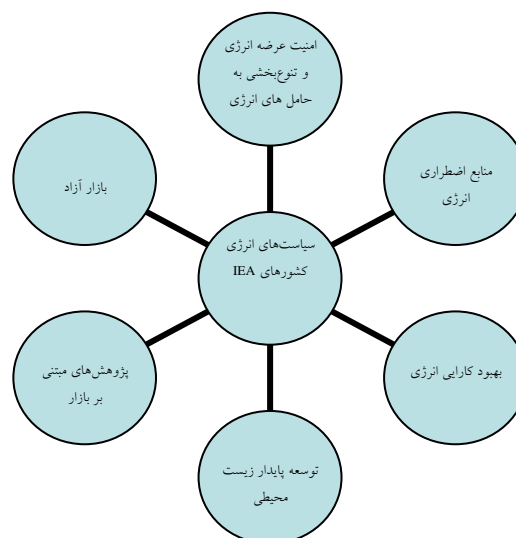 امنیت عرضه انرژی
و تنوع‌بخشی به
حامل های انرژی
منابع اضطراری
انرژی
بازار آزاد
سیاست‌های انرژی
کشورهای IEA
بهبود کارایی انرژی
پژوهش‌های مبتنی
بر بازار
توسعه پایدار زیست
محیطی